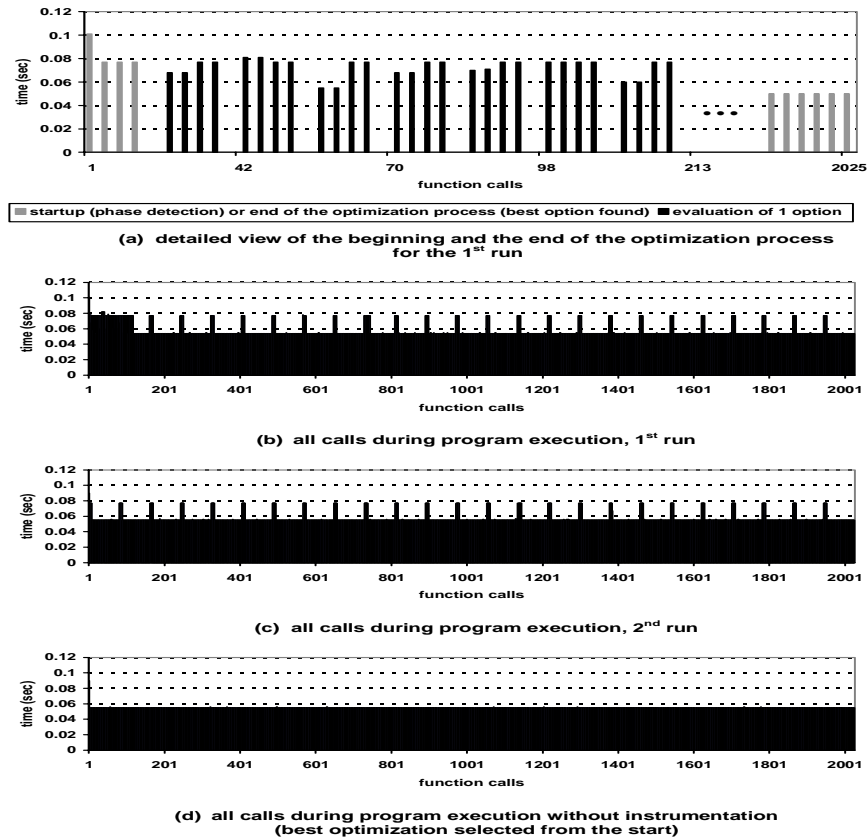 0.12
0.1
0.08
0.06
0.04
0.02
0
time (sec)
1 42 70 98 213 2025
function calls
startup (phase detection) or end of the optimization process (best option found) evaluation of 1 option
(a) detailed view of the beginning and the end of the optimization process
for the 1st run
0.12
0.1
0.08
0.06
0.04
0.02
0
time (sec)
1 201 401 601 801 1001 1201 1401 1601 1801 2001
function calls
(b) all calls during program execution, 1st run
0.12
0.1
0.08
0.06
0.04
0.02
0
time (sec)
1 201 401 601 801 1001 1201 1401 1601 1801 2001
function calls
(c) all calls during program execution, 2nd run
0.12
0.1
0.08
0.06
0.04
0.02
0
time (sec)
1 201 401 601 801 1001 1201 1401 1601 1801 2001
function calls
(d) all calls during program execution without instrumentation
(best optimization selected from the start)